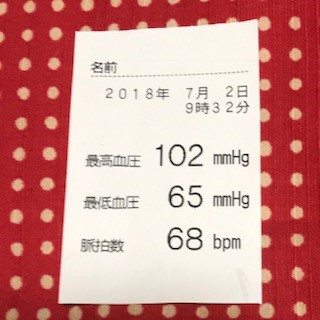 名前
2018年 7月 2日
9時32分
最高血圧 102 mmHg
最低血圧 65 mmHg
脈拍数 68 bpm